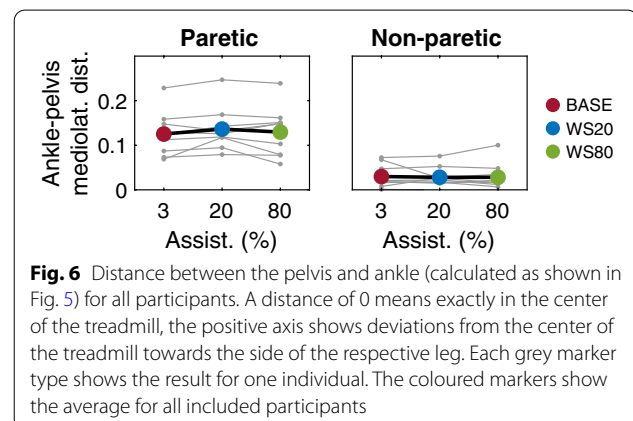 Paretic Non-paretic
Ankle-pelvis
mediolat. dist.
0.2
0.1
0
3 20 80 3 20 80
Assist. (%) Assist. (%)
BASE
WS20
WS80
Fig. 6 Distance between the pelvis and ankle (calculated as shown in
Fig. 5) for all participants. A distance of 0 means exactly in the center
of the treadmill, the positive axis shows deviations from the center of
the treadmill towards the side of the respective leg. Each grey marker
type shows the result for one individual. The coloured markers show
the average for all included participants